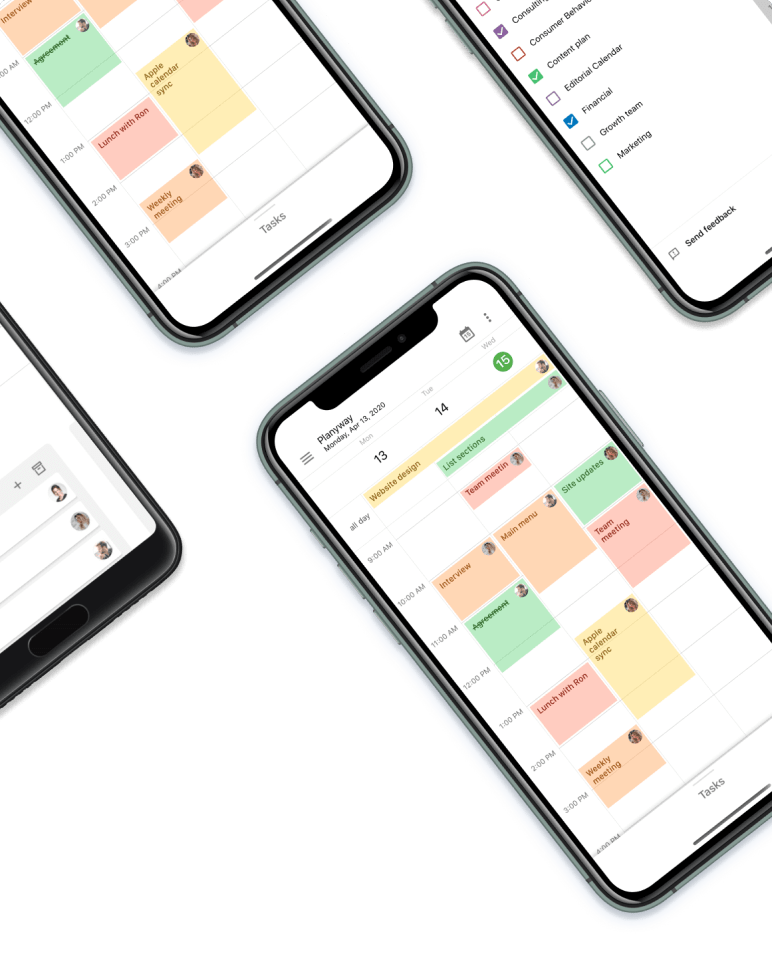 Interview
Agreement
Apple
calendar
sync
12:00 PM
1:00 PM
Lunch with Ron
2:00 PM
Weekly
meeting
3:00 PM
4:00 PM
Tasks
Consulting
Consumer Behavio
Content plan
Editorial Calendar
Financial
Growth team
Marketing
Send feedback
Planyway
Monday, Apr 13, 2020
Mon
13
Tue
14
Wed
15
all day
Website design
List sections
Team meetin
9:00 AM
10:00 AM
11:00 AM
12:00 PM
1:00 PM
2:00 PM
3:00 PM
4:00 PM
Interview
Main menu
Site updates
Team
meeting
Agreement
Apple
calendar
sync
Lunch with Ron
Weekly
meeting
Tasks